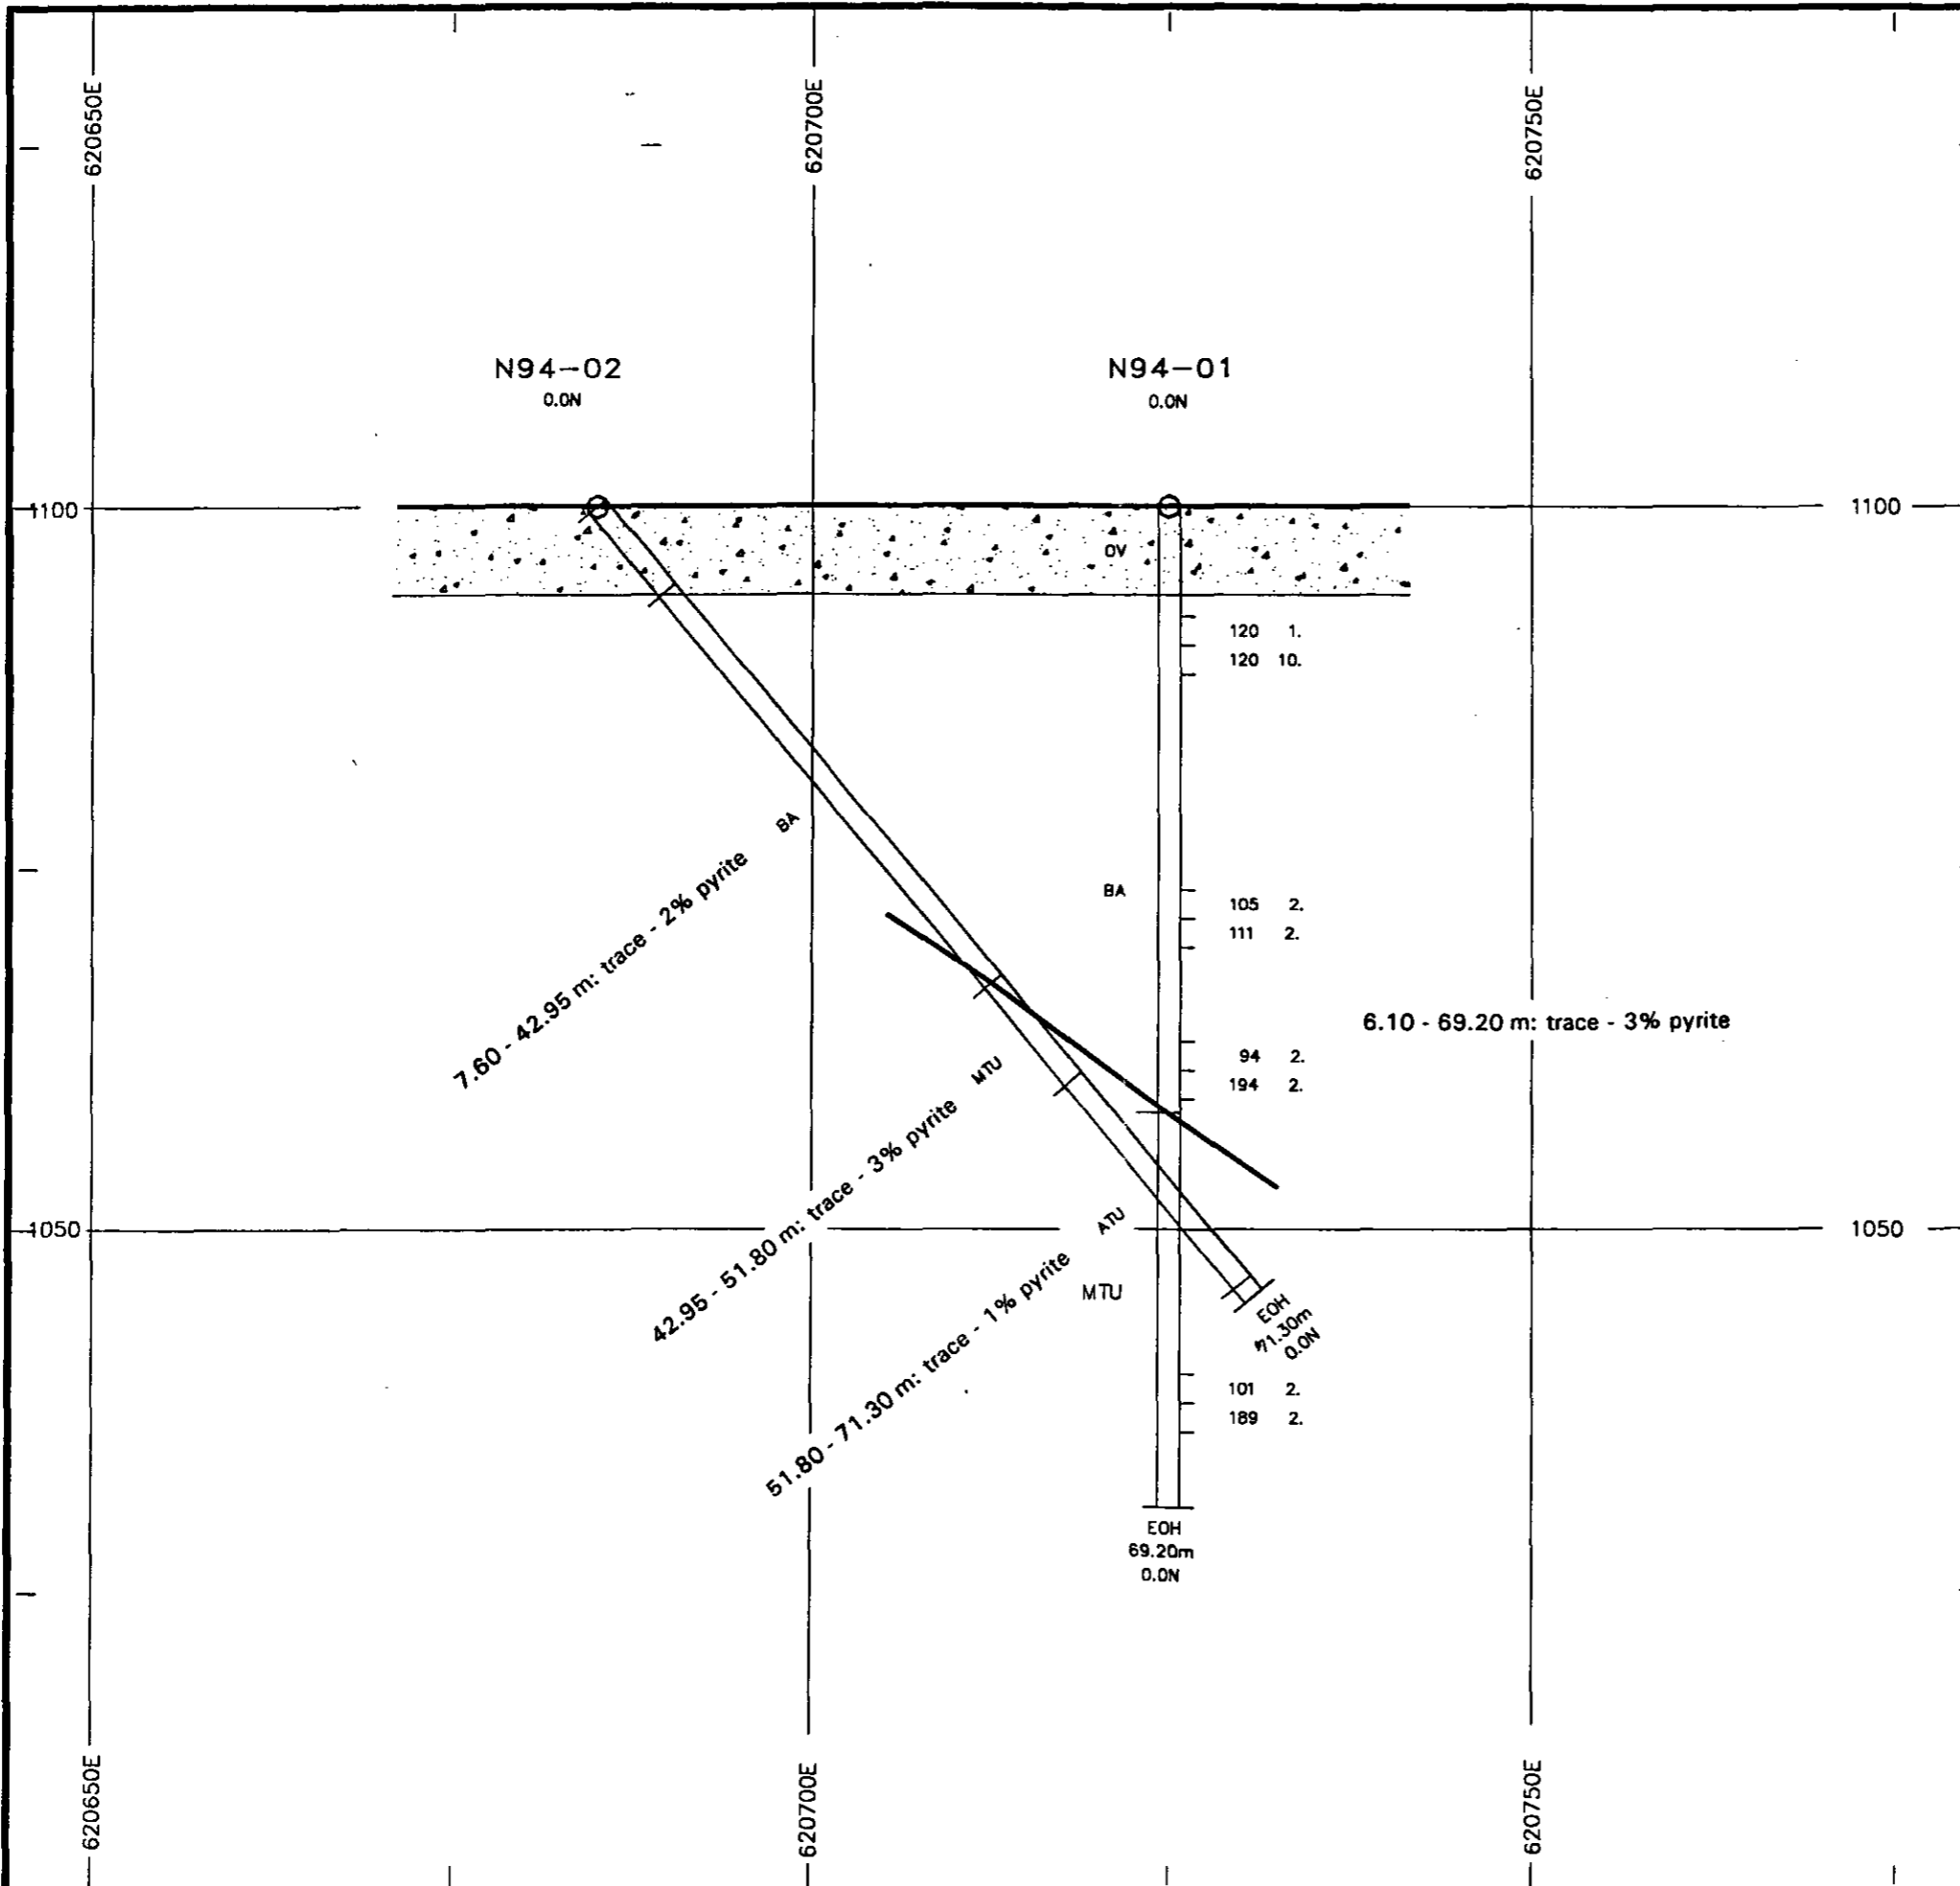 620650E
620700E
620750E
N94-02
0.0N
N94-01
0.0N
1100
1100
OV
120 1.
120 10.
BA
7.60 - 42.95 m: trace - 2% pyrite
BA
105 2.
111 2.
6.10 - 69.20 m: trace - 3% pyrite
94 2.
194 2.
MTU
42.95 - 51.80 m: trace - 3% pyrite
ATU
51.80 - 71.30 m: trace - 1% pyrite
1050
1050
MTU
EOH
71.30m
0.0N
101 2.
189 2.
EOH
69.20m
0.0N
620650E
620700E
620750E